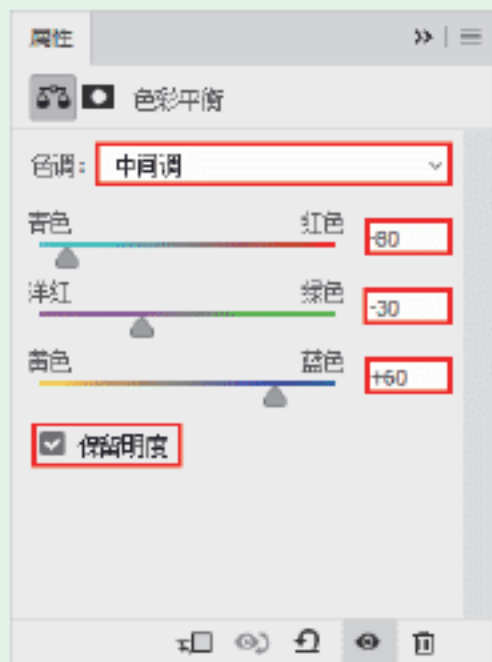 属性
色彩平衡
色调: 中间调
青色 红色 -80
洋红 绿色 -30
黄色 蓝色 +60
保留明度